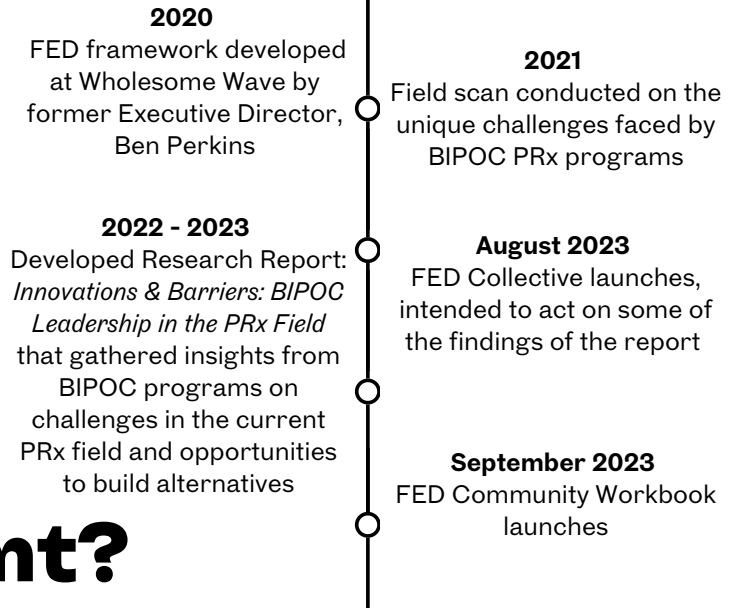 2020
FED framework developed
at Wholesome Wave by
former Executive Director,
Ben Perkins
2021
Field scan conducted on the
unique challenges faced by
BIPOC PRx programs
2022 - 2023
Developed Research Report:
Innovations & Barriers: BIPOC
Leadership in the PRx Field
that gathered insights from
BIPOC programs on
challenges in the current
PRx field and opportunities
to build alternatives
August 2023
FED Collective launches,
intended to act on some of
the findings of the report
September 2023
FED Community Workbook
launches
nt?